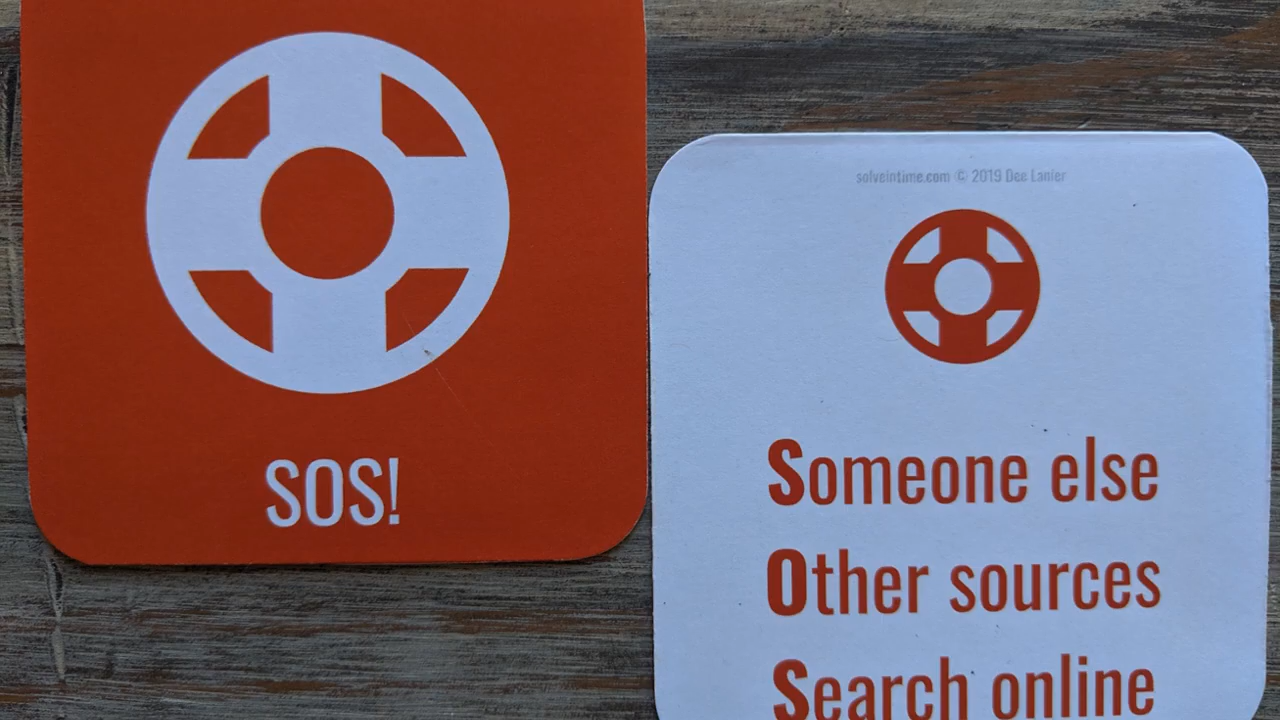 SOS!
solveintime.com © 2019 Dee Lanier
Someone else
Other sources
Search online